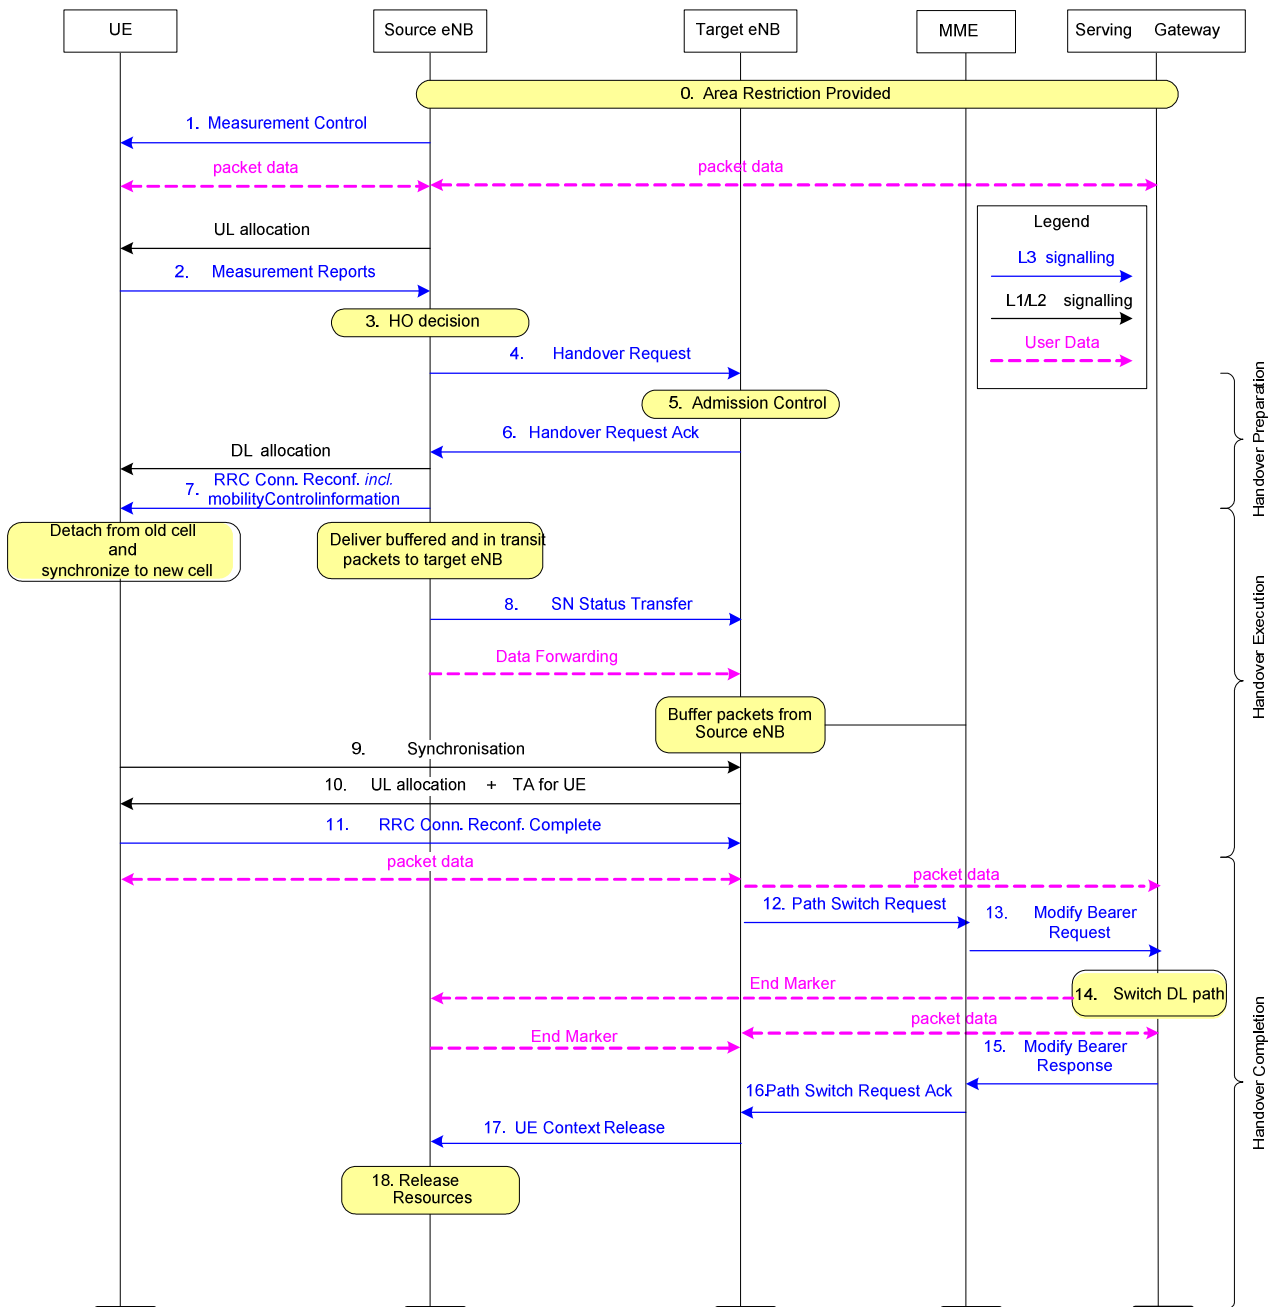 UE
Source eNB
Target eNB
MME
Serving Gateway
0. Area Restriction Provided
1. Measurement Control
packet data
packet data
UL allocation
Legend
L3 signalling
L1/L2 signalling
User Data
2. Measurement Reports
3. HO decision
4. Handover Request
5. Admission Control
6. Handover Request Ack
DL allocation
7. RRC Conn. Reconf. incl.
mobilityControlinformation
Handover Preparation
Detach from old cell
and
synchronize to new cell
Deliver buffered and in transit
packets to target eNB
8. SN Status Transfer
Data Forwarding
Buffer packets from
Source eNB
9. Synchronisation
10. UL allocation + TA for UE
11. RRC Conn. Reconf. Complete
Handover Execution
packet data
packet data
12. Path Switch Request
13. Modify Bearer
Request
End Marker
14. Switch DL path
packet data
End Marker
15. Modify Bearer
Response
16.Path Switch Request Ack
17. UE Context Release
18. Release
Resources
Handover Completion